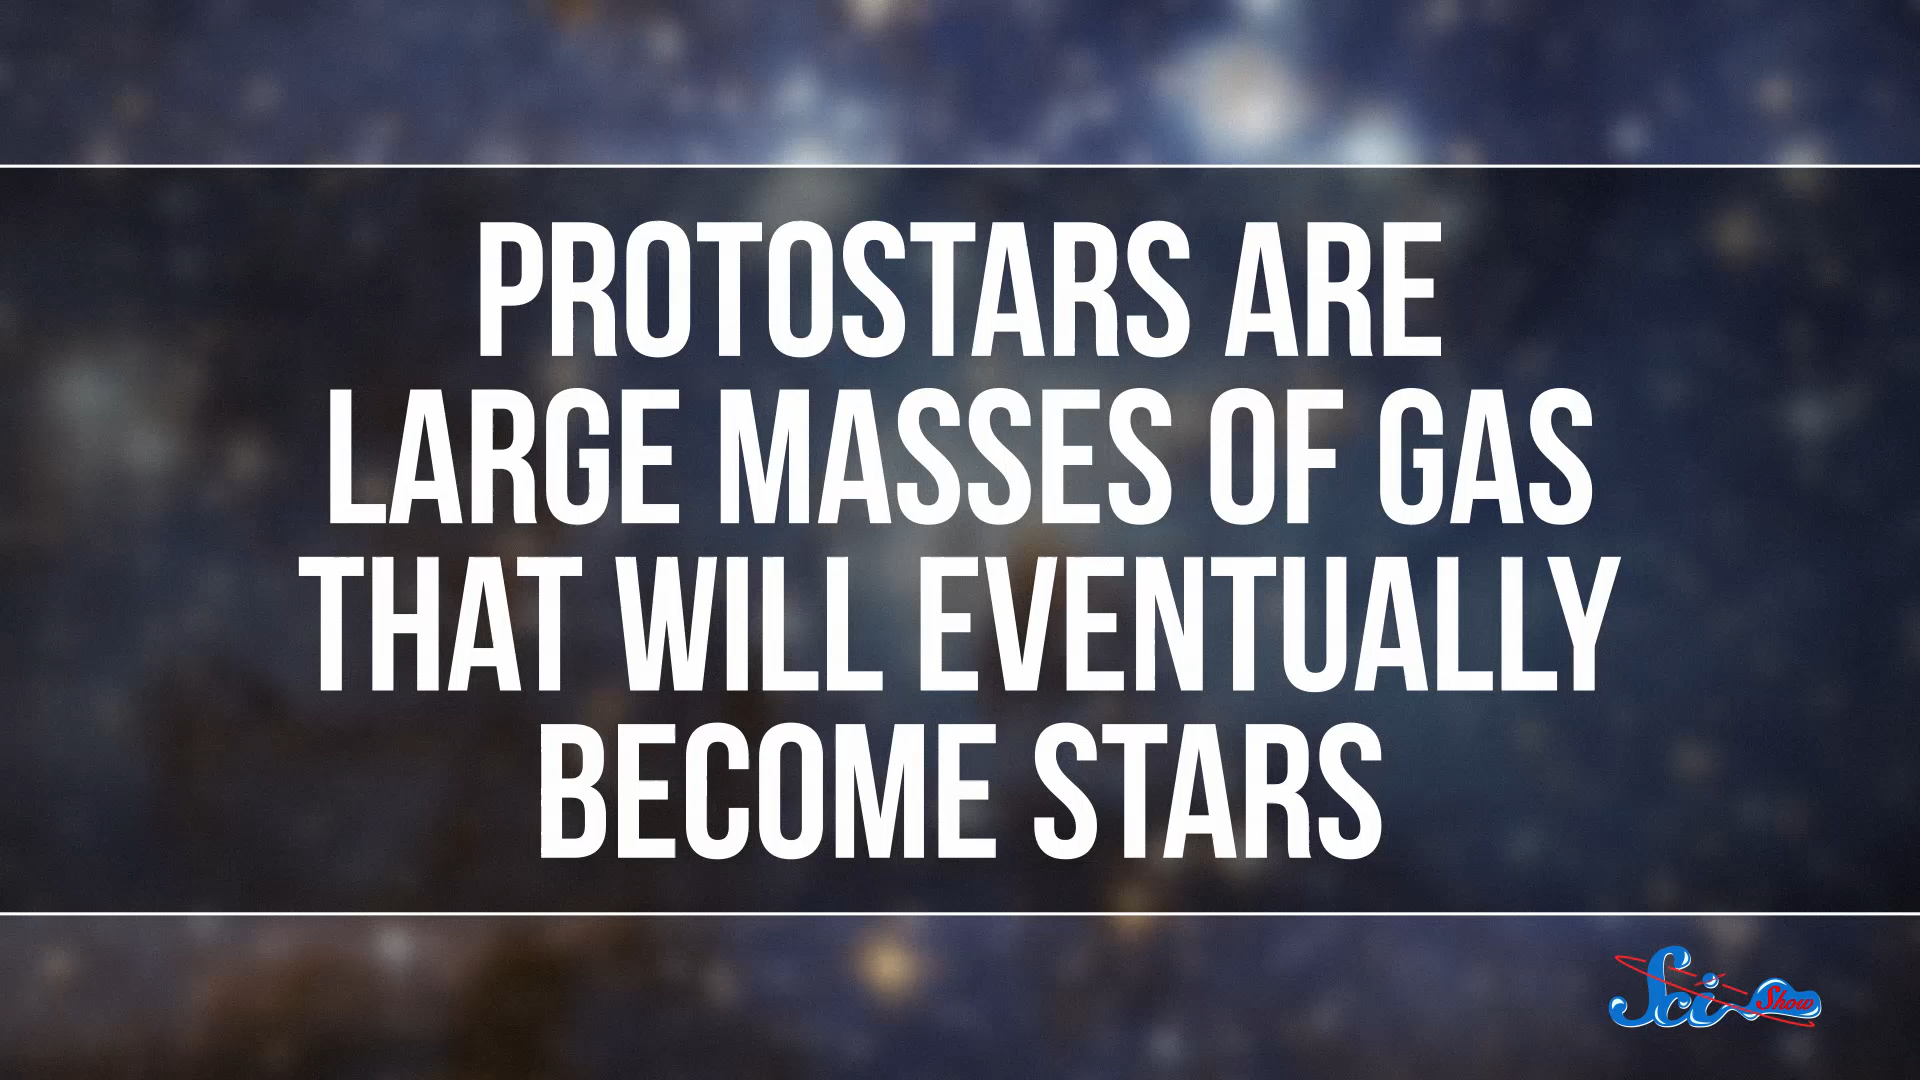 PROTOSTARS ARE
LARGE MASSES OF GAS
THAT WILL EVENTUALLY
BECOME STARS
Sci Show